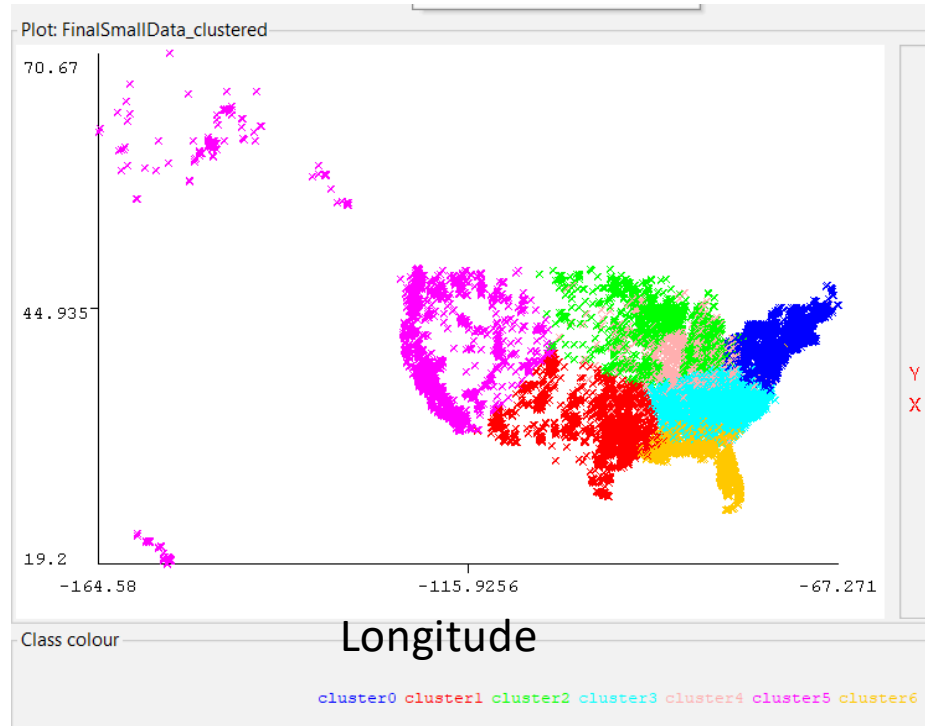 Plot: FinalSmallData_clustered
70.67
44.935
19.2
-164.58 -115.9256 -67.271
Y
X
Longitude
Class colour
cluster0 cluster1 cluster2 cluster3 cluster4 cluster5 cluster6